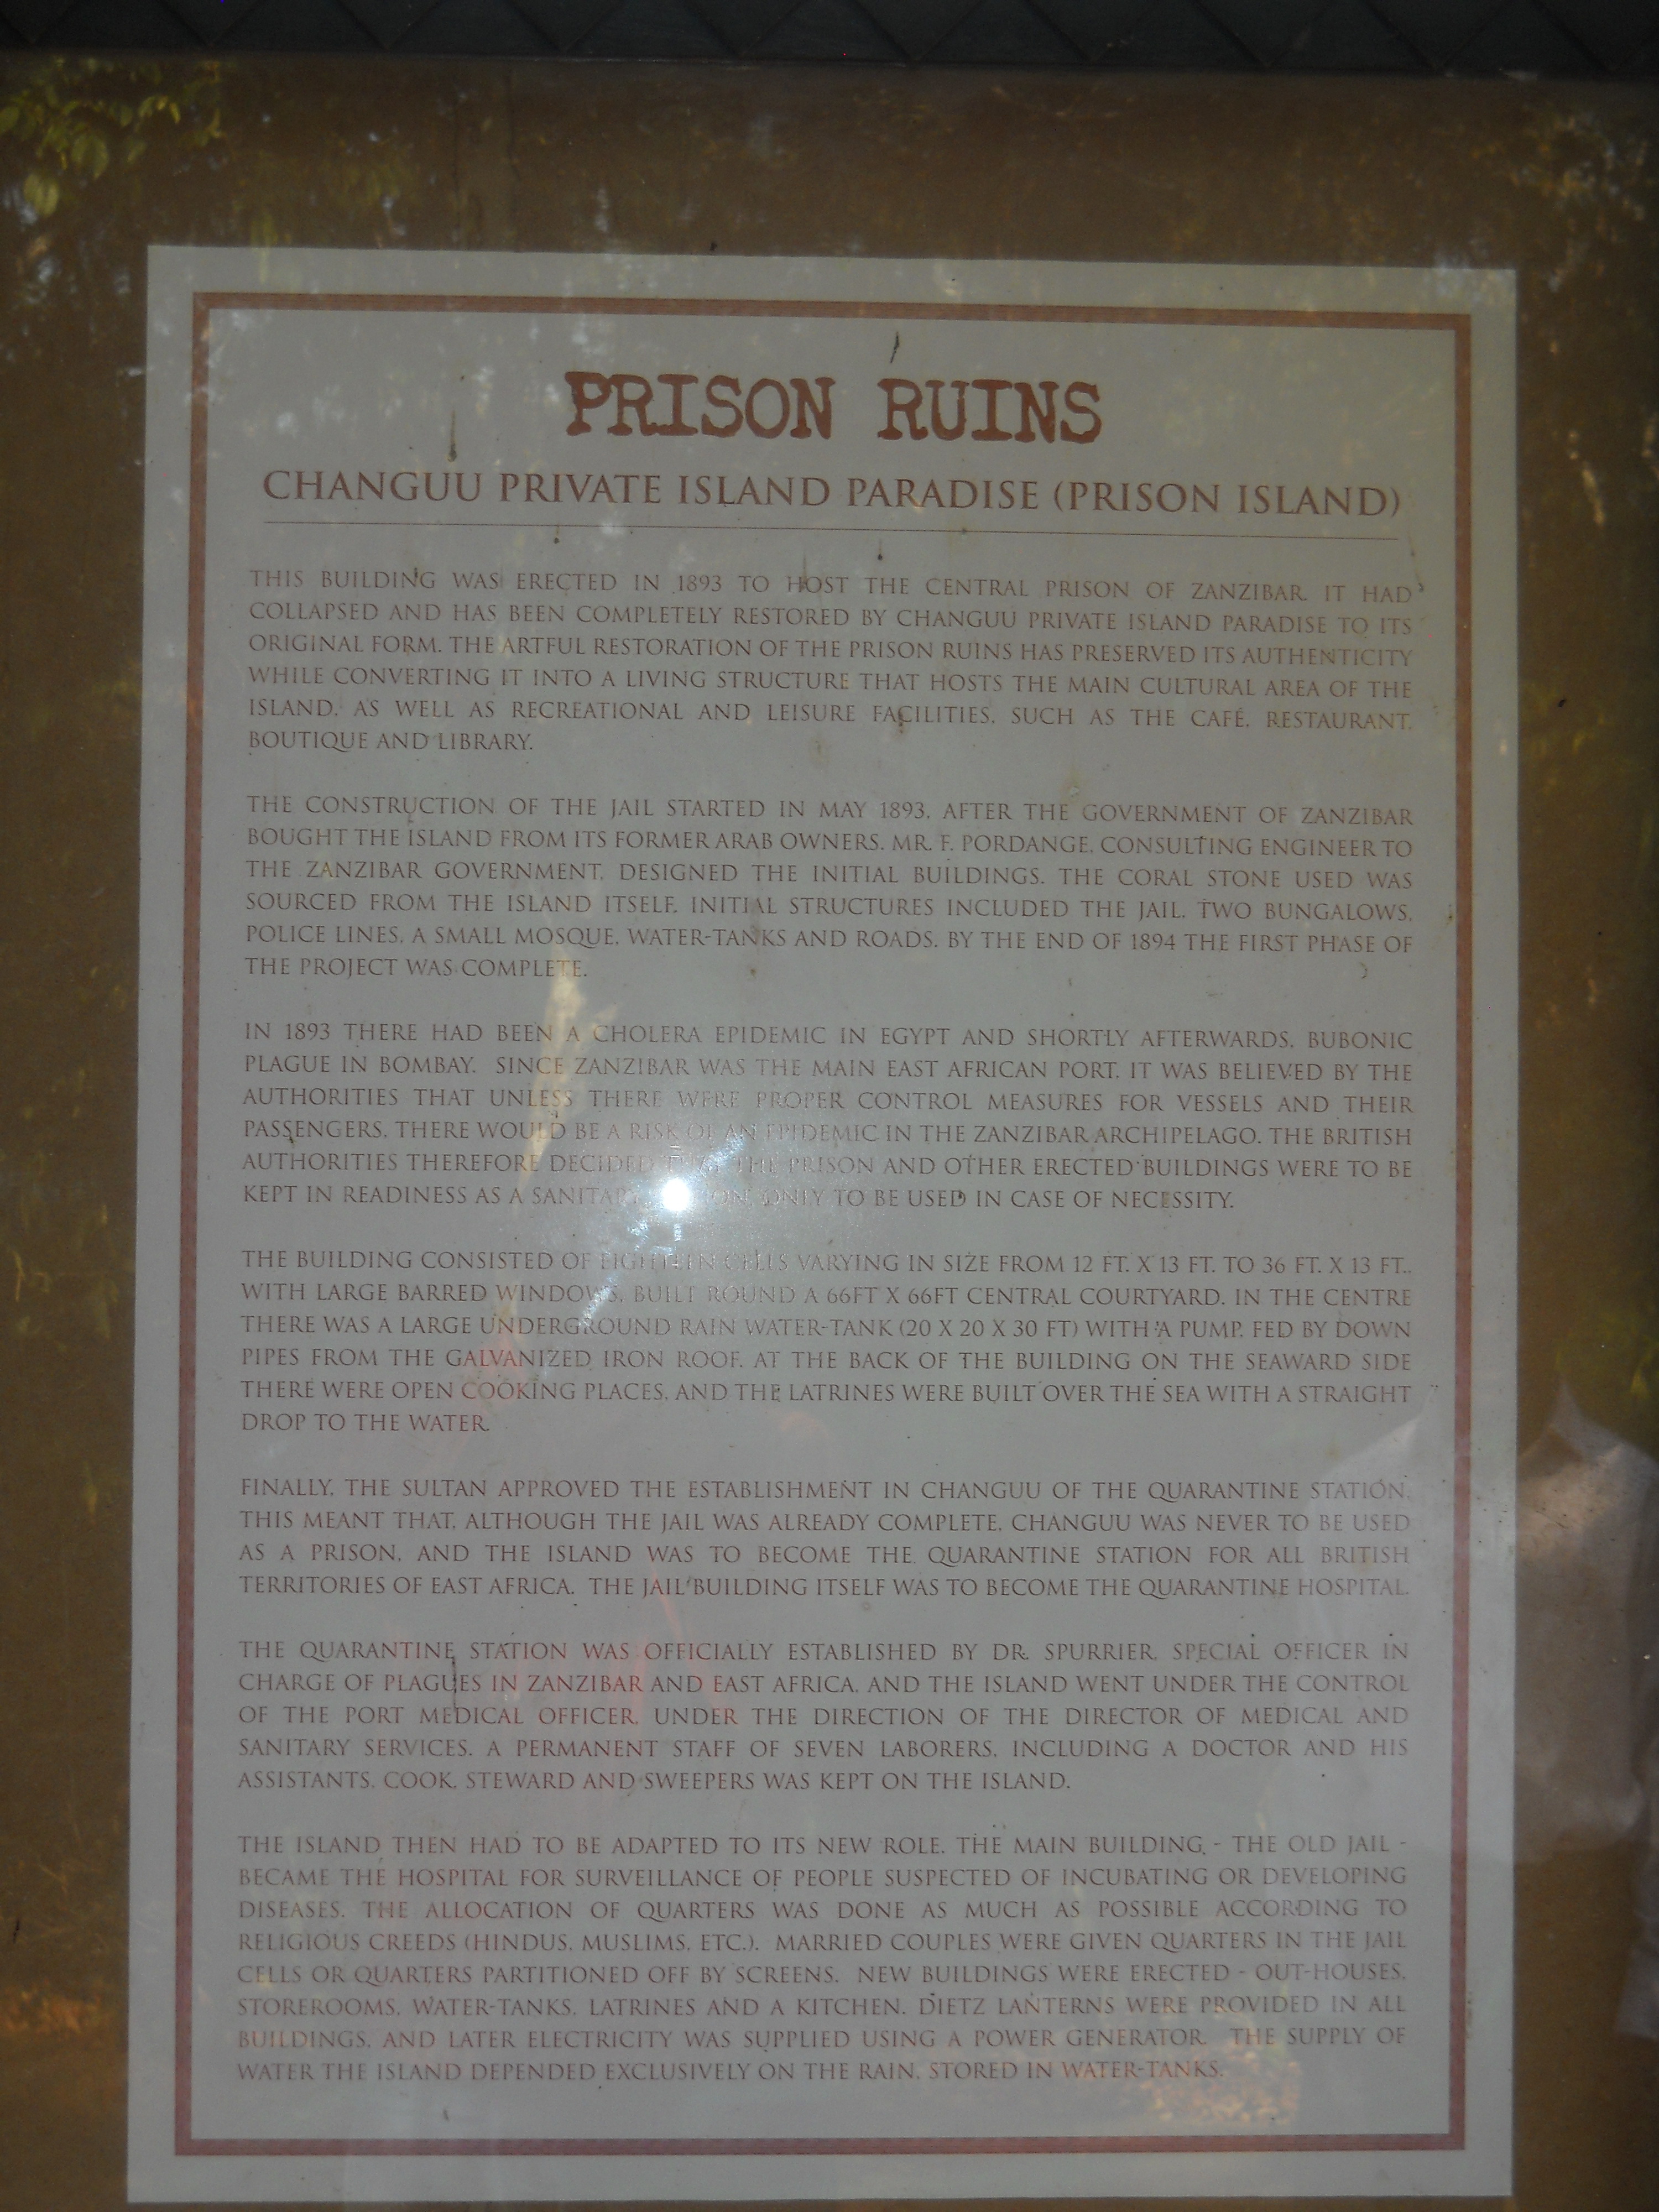 PRISON RUINS
CHANGUU PRIVATE ISLAND PARADISE (PRISON ISLAND)
THIS BUILDING WAS ERECTED IN 1893 TO HOST THE CENTRAL PRISON OF ZANZIBAR. IT HAD
COLLAPSED AND HAS BEEN COMPLETELY RESTORED BY CHANGUU PRIVATE ISLAND PARADISE TO ITS
ORIGINAL FORM. THE ARTFUL RESTORATION OF THE PRISON RUINS HAS PRESERVED ITS AUTHENTICITY
WHILE CONVERTING IT INTO A LIVING STRUCTURE THAT HOSTS THE MAIN CULTURAL AREA OF THE
ISLAND, AS WELL AS RECREATIONAL AND LEISURE FACILITIES, SUCH AS THE CAFÉ, RESTAURANT,
BOUTIQUE AND LIBRARY.
THE CONSTRUCTION OF THE JAIL STARTED IN MAY 1893, AFTER THE GOVERNMENT OF ZANZIBAR
BOUGHT THE ISLAND FROM ITS FORMER ARAB OWNERS. MR. F. PORDANGE, CONSULTING ENGINEER TO
THE ZANZIBAR GOVERNMENT, DESIGNED THE INITIAL BUILDINGS. THE CORAL STONE USED WAS
SOURCED FROM THE ISLAND ITSELF. INITIAL STRUCTURES INCLUDED THE JAIL, TWO BUNGALOWS,
POLICE LINES, A SMALL MOSQUE, WATER-TANKS AND ROADS. BY THE END OF 1894 THE FIRST PHASE OF
THE PROJECT WAS COMPLETE.
IN 1893 THERE HAD BEEN A CHOLERA EPIDEMIC IN EGYPT AND SHORTLY AFTERWARDS, BUBONIC
PLAGUE IN BOMBAY. SINCE ZANZIBAR WAS THE MAIN EAST AFRICAN PORT, IT WAS BELIEVED BY THE
AUTHORITIES THAT UNLESS THERE WERE PROPER CONTROL MEASURES FOR VESSELS AND THEIR
PASSENGERS, THERE WOULD BE A RISK OF AN EPIDEMIC IN THE ZANZIBAR ARCHIPELAGO. THE BRITISH
AUTHORITIES THEREFORE DECIDED THAT THE PRISON AND OTHER ERECTED BUILDINGS WERE TO BE
KEPT IN READINESS AS A SANITARY ONLY TO BE USED IN CASE OF NECESSITY.
THE BUILDING CONSISTED OF EIGHTEEN CELLS VARYING IN SIZE FROM 12 FT. X 13 FT. TO 36 FT. X 13 FT.,
WITH LARGE BARRED WINDOWS, BUILT ROUND A 66FT X 66FT CENTRAL COURTYARD. IN THE CENTRE
THERE WAS A LARGE UNDERGROUND RAIN WATER-TANK (20 X 20 X 30 FT) WITH A PUMP, FED BY DOWN
PIPES FROM THE GALVANIZED IRON ROOF. AT THE BACK OF THE BUILDING ON THE SEAWARD SIDE
THERE WERE OPEN COOKING PLACES, AND THE LATRINES WERE BUILT OVER THE SEA WITH A STRAIGHT
DROP TO THE WATER.
FINALLY, THE SULTAN APPROVED THE ESTABLISHMENT IN CHANGUU OF THE QUARANTINE STATION.
THIS MEANT THAT, ALTHOUGH THE JAIL WAS ALREADY COMPLETE, CHANGUU WAS NEVER TO BE USED
AS A PRISON, AND THE ISLAND WAS TO BECOME THE QUARANTINE STATION FOR ALL BRITISH
TERRITORIES OF EAST AFRICA. THE JAIL BUILDING ITSELF WAS TO BECOME THE QUARANTINE HOSPITAL.
THE QUARANTINE STATION WAS OFFICIALLY ESTABLISHED BY DR. SPURRIER, SPECIAL OFFICER IN
CHARGE OF PLAGUES IN ZANZIBAR AND EAST AFRICA, AND THE ISLAND WENT UNDER THE CONTROL
OF THE PORT MEDICAL OFFICER, UNDER THE DIRECTION OF THE DIRECTOR OF MEDICAL AND
SANITARY SERVICES. A PERMANENT STAFF OF SEVEN LABORERS, INCLUDING A DOCTOR AND HIS
ASSISTANTS, COOK, STEWARD AND SWEEPERS WAS KEPT ON THE ISLAND.
THE ISLAND THEN HAD TO BE ADAPTED TO ITS NEW ROLE. THE MAIN BUILDING - THE OLD JAIL -
BECAME THE HOSPITAL FOR SURVEILLANCE OF PEOPLE SUSPECTED OF INCUBATING OR DEVELOPING
DISEASES. THE ALLOCATION OF QUARTERS WAS DONE AS MUCH AS POSSIBLE ACCORDING TO
RELIGIOUS CREEDS (HINDUS, MUSLIMS, ETC.). MARRIED COUPLES WERE GIVEN QUARTERS IN THE JAIL
CELLS OR QUARTERS PARTITIONED OFF BY SCREENS. NEW BUILDINGS WERE ERECTED - OUT-HOUSES,
STOREROOMS, WATER-TANKS, LATRINES AND A KITCHEN. DIETZ LANTERNS WERE PROVIDED IN ALL
BUILDINGS, AND LATER ELECTRICITY WAS SUPPLIED USING A POWER GENERATOR. THE SUPPLY OF
WATER THE ISLAND DEPENDED EXCLUSIVELY ON THE RAIN, STORED IN WATER-TANKS.